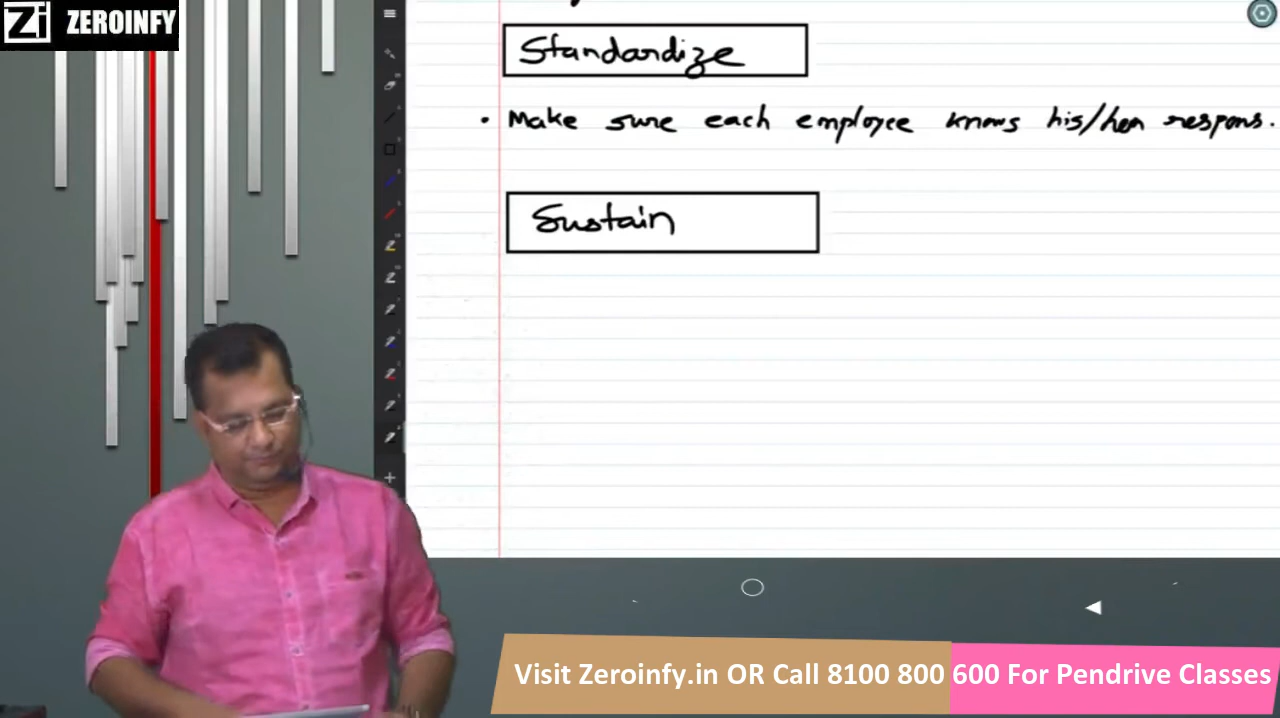 Zi ZEROINFY
Standardize
• Make sure each employee knows his/her respons.
Sustain
Visit Zeroinfy.in OR Call 8100 800 600 For Pendrive Classes